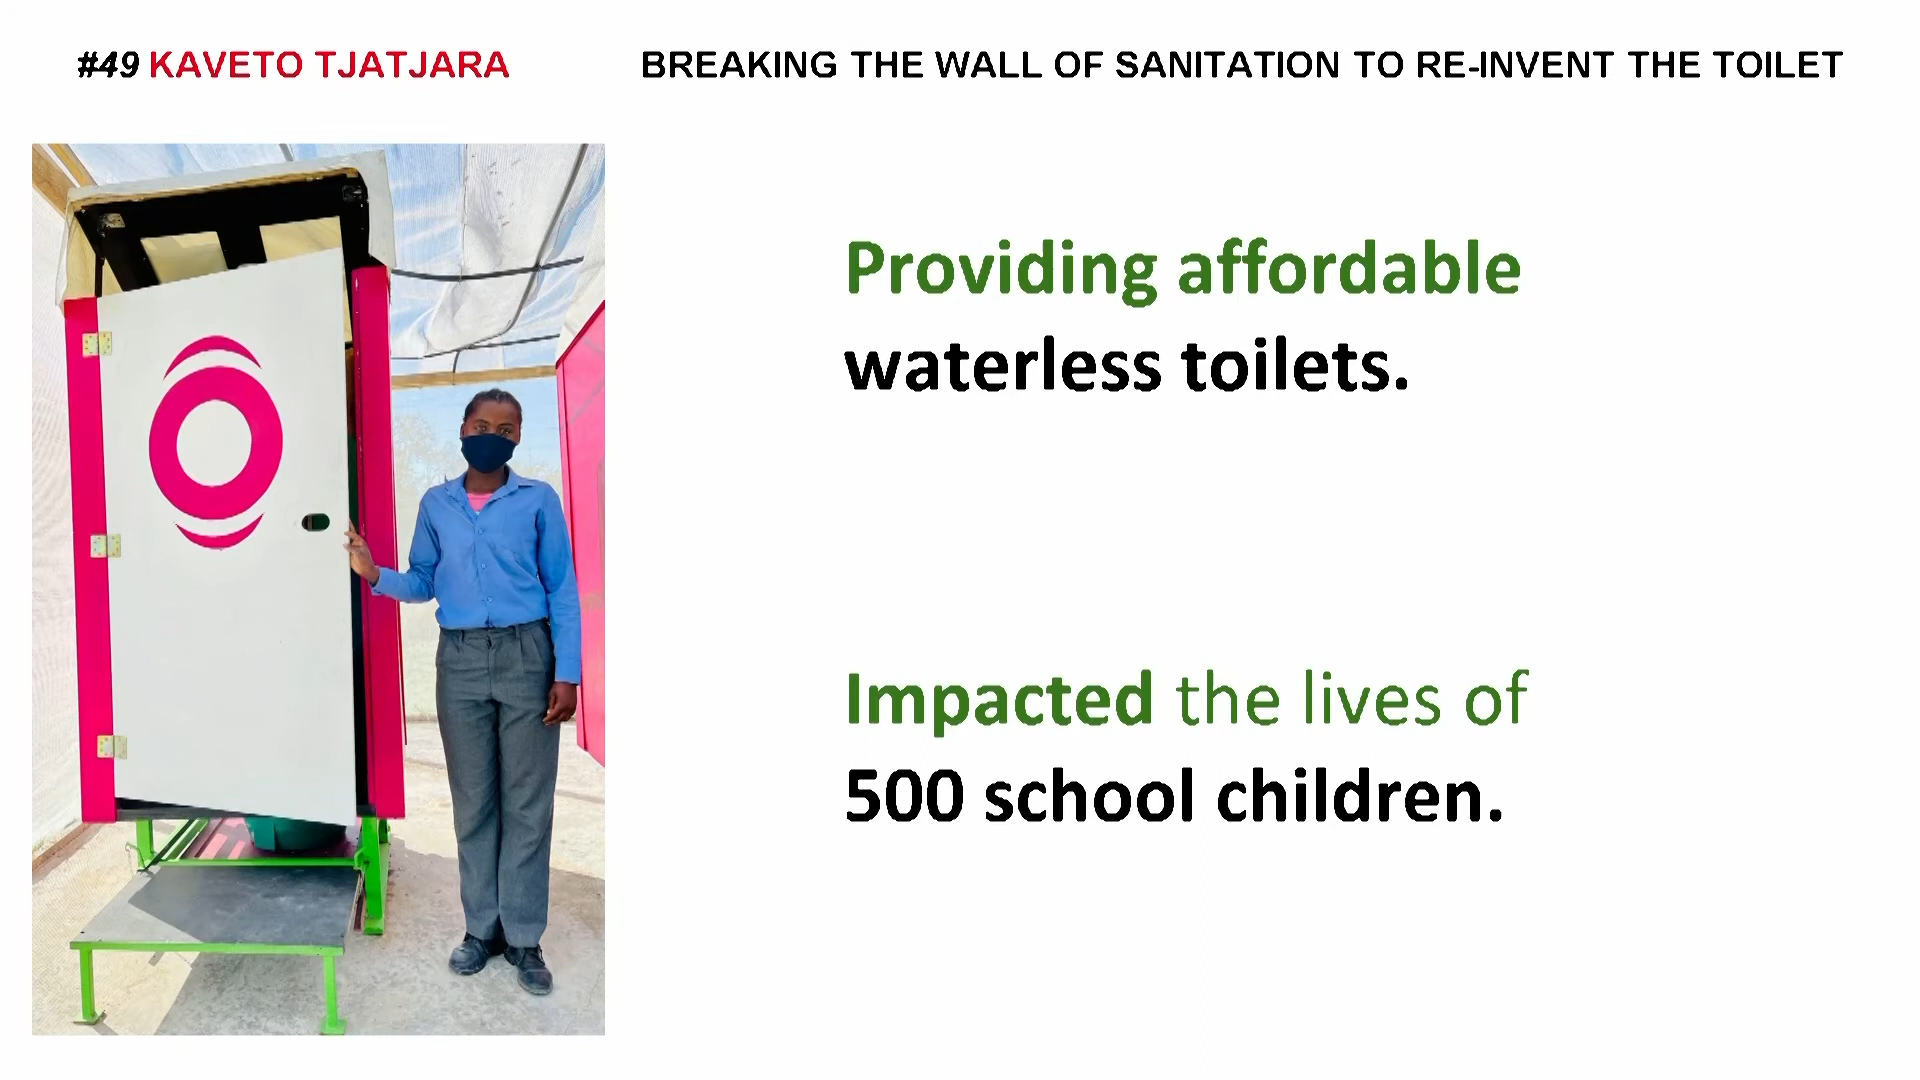 #49 KAVETO TJATJARA
BREAKING THE WALL OF SANITATION TO RE-INVENT THE TOILET
Providing affordable
waterless toilets.
Impacted the lives of
500 school children.